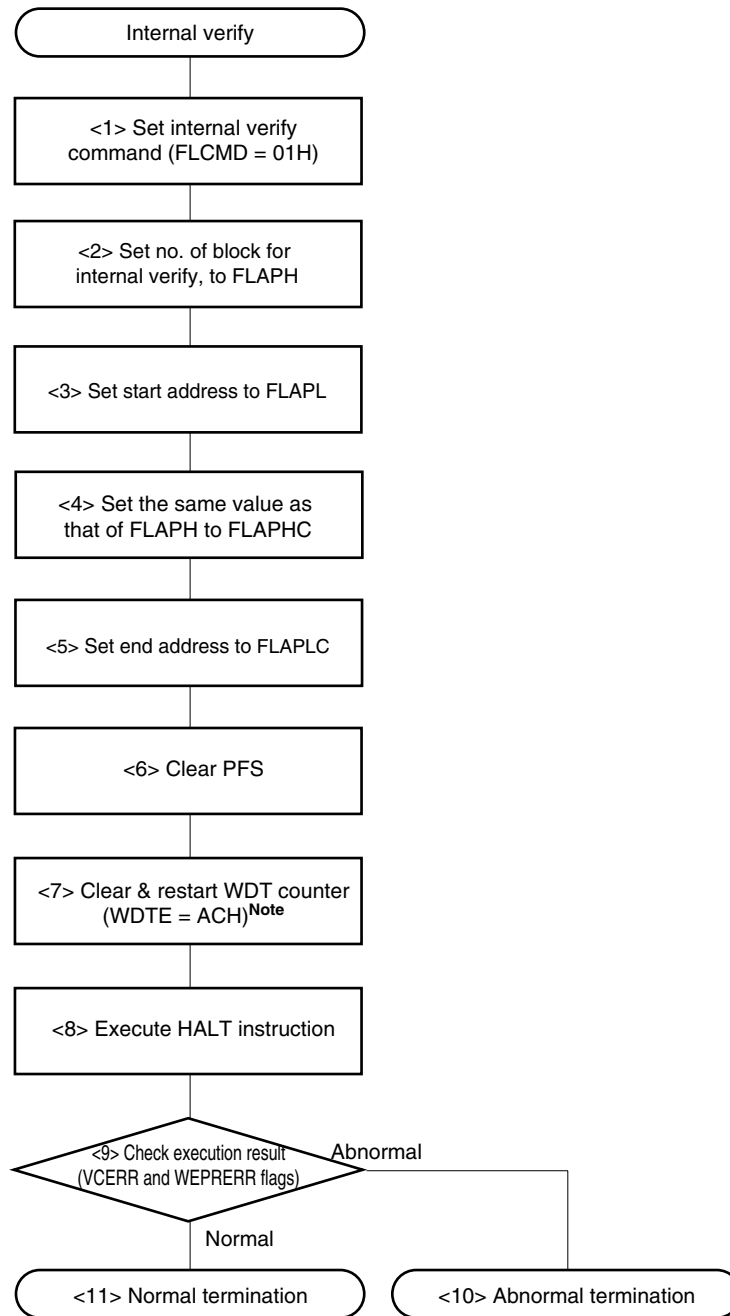 Internal verify
<1> Set internal verify
command (FLCMD = 01H)
<2> Set no. of block for
internal verify, to FLAPH
<3> Set start address to FLAPL
<4> Set the same value as
that of FLAPH to FLAPHC
<5> Set end address to FLAPLC
<6> Clear PFS
<7> Clear & restart WDT counter
(WDTE = ACH)Note
<8> Execute HALT instruction
<9> Check execution result
(VCERR and WEPRERR flags)
Abnormal
Normal
<11> Normal termination
<10> Abnormal termination